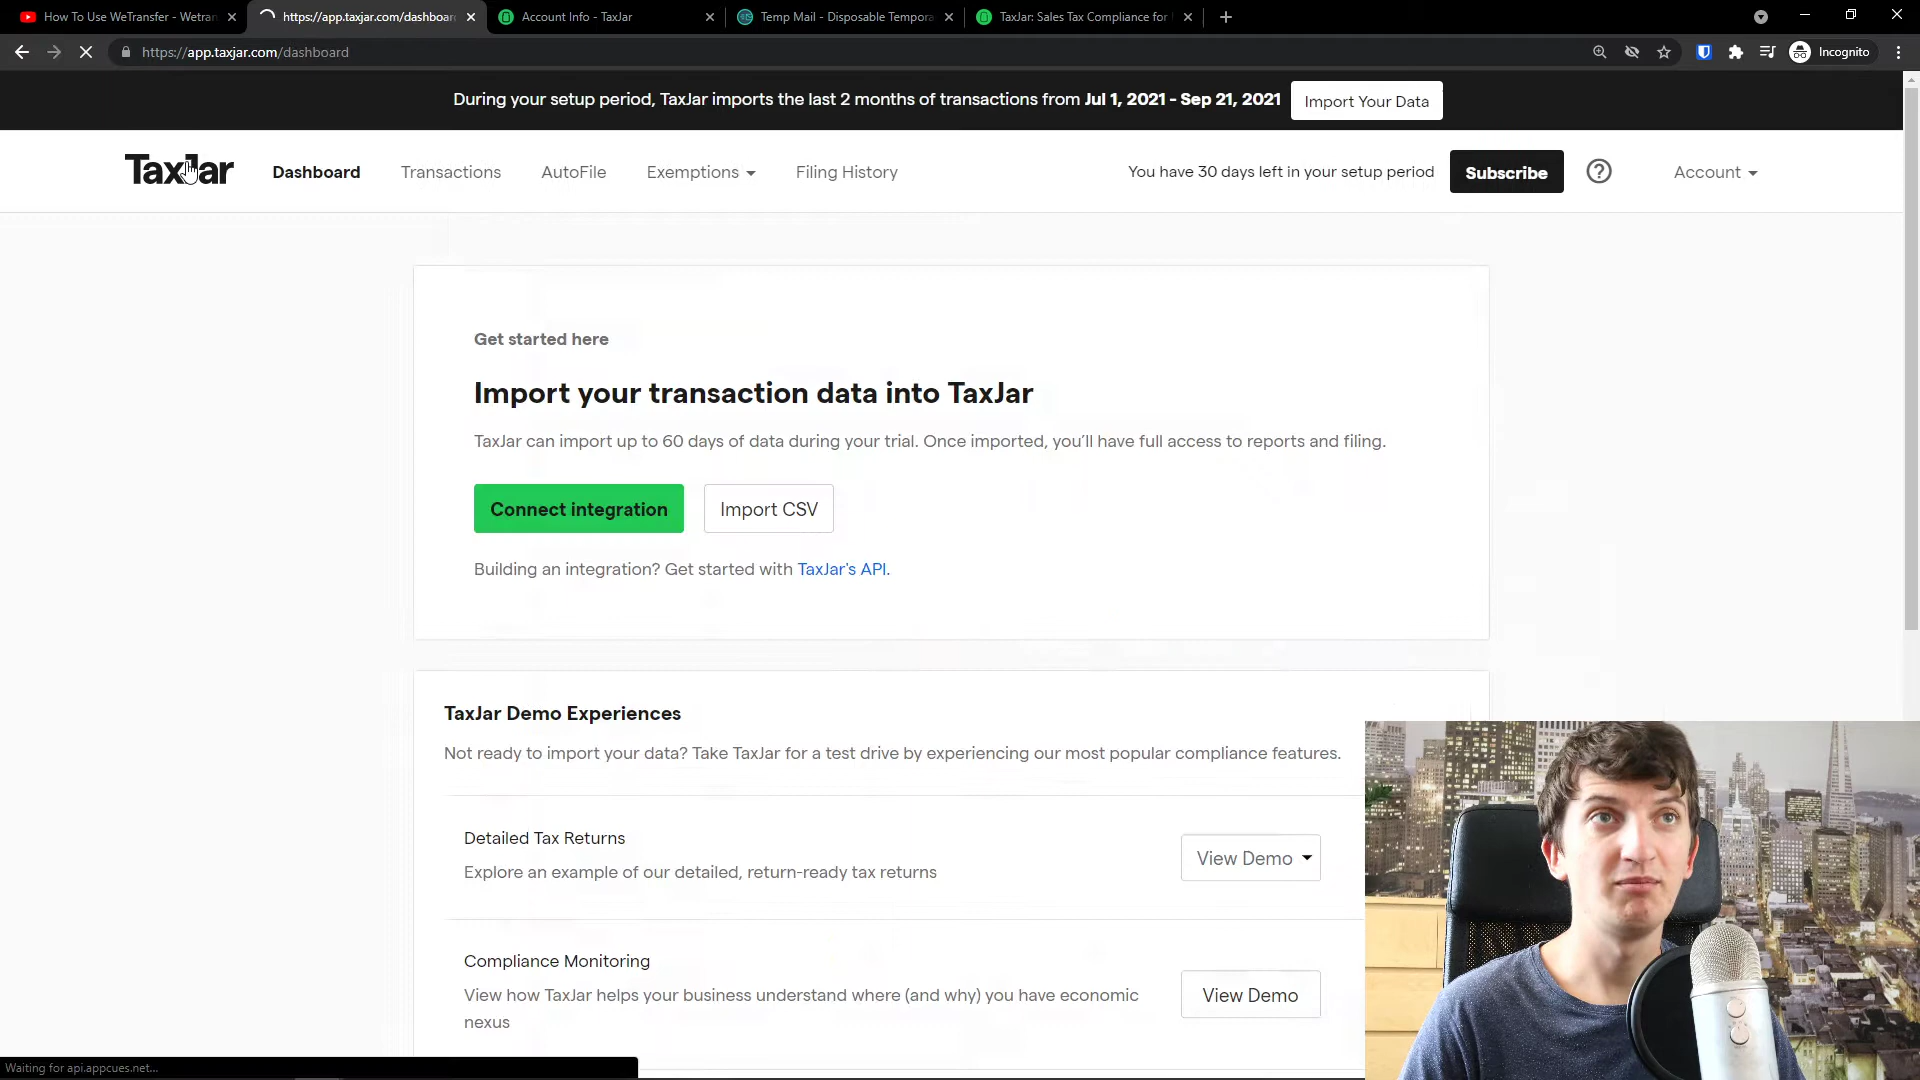 How To Use WeTransfer - Wetran
https://app.taxjar.com/dashboar
Account Info - TaxJar
Temp Mail - Disposable Tempora
TaxJar: Sales Tax Compliance for
https://app.taxjar.com/dashboard
Incognito
During your setup period, TaxJar imports the last 2 months of transactions from Jul 1, 2021 - Sep 21, 2021
Import Your Data
TaxJar
Dashboard
Transactions
AutoFile
Exemptions
Filing History
You have 30 days left in your setup period
Subscribe
?
Account
Get started here
Import your transaction data into TaxJar
TaxJar can import up to 60 days of data during your trial. Once imported, you’ll have full access to reports and filing.
Connect integration
Import CSV
Building an integration? Get started with TaxJar's API.
TaxJar Demo Experiences
Not ready to import your data? Take TaxJar for a test drive by experiencing our most popular compliance features.
Detailed Tax Returns
Explore an example of our detailed, return-ready tax returns
View Demo
Compliance Monitoring
View how TaxJar helps your business understand where (and why) you have economic
nexus
View Demo
Waiting for api.appcues.net...